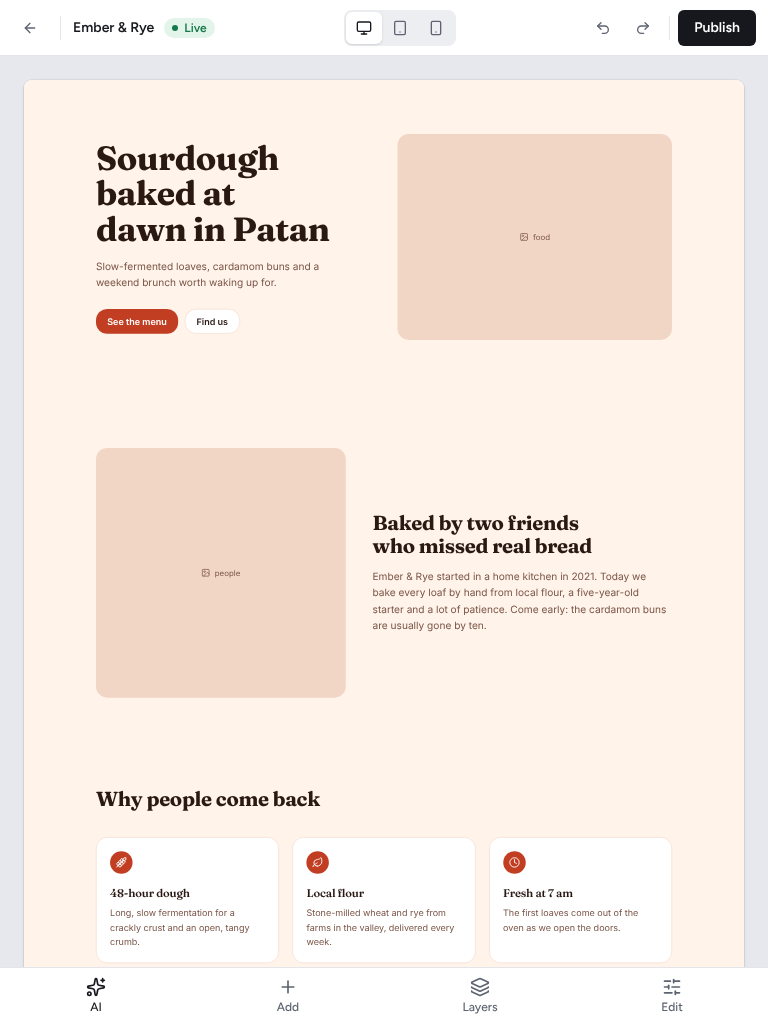 Ember & Rye
Live
Publish
Sourdough
baked at
dawn in Patan
Slow-fermented loaves, cardamom buns and a
weekend brunch worth waking up for.
See the menu
Find us
food
people
Baked by two friends
who missed real bread
Ember & Rye started in a home kitchen in 2021. Today we
bake every loaf by hand from local flour, a five-year-old
starter and a lot of patience. Come early: the cardamom buns
are usually gone by ten.
Why people come back
48-hour dough
Long, slow fermentation for a
crackly crust and an open, tangy
crumb.
Local flour
Stone-milled wheat and rye from
farms in the valley, delivered every
week.
Fresh at 7 am
The first loaves come out of the
oven as we open the doors.
AI
Add
Layers
Edit